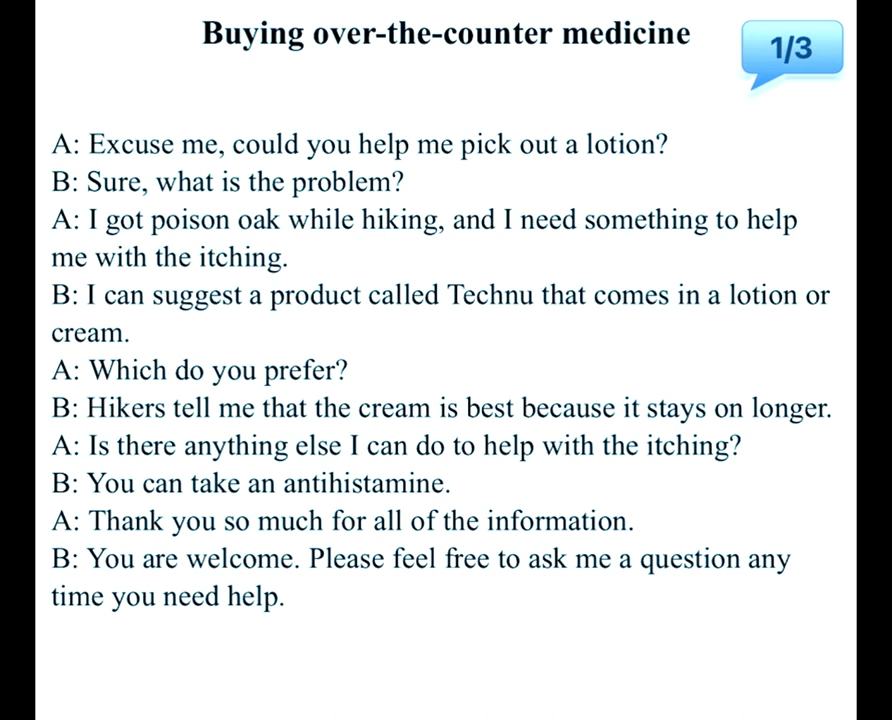 Buying over-the-counter medicine
1/3
A: Excuse me, could you help me pick out a lotion?
B: Sure, what is the problem?
A: I got poison oak while hiking, and I need something to help
me with the itching.
B: I can suggest a product called Technu that comes in a lotion or
cream.
A: Which do you prefer?
B: Hikers tell me that the cream is best because it stays on longer.
A: Is there anything else I can do to help with the itching?
B: You can take an antihistamine.
A: Thank you so much for all of the information.
B: You are welcome. Please feel free to ask me a question any
time you need help.